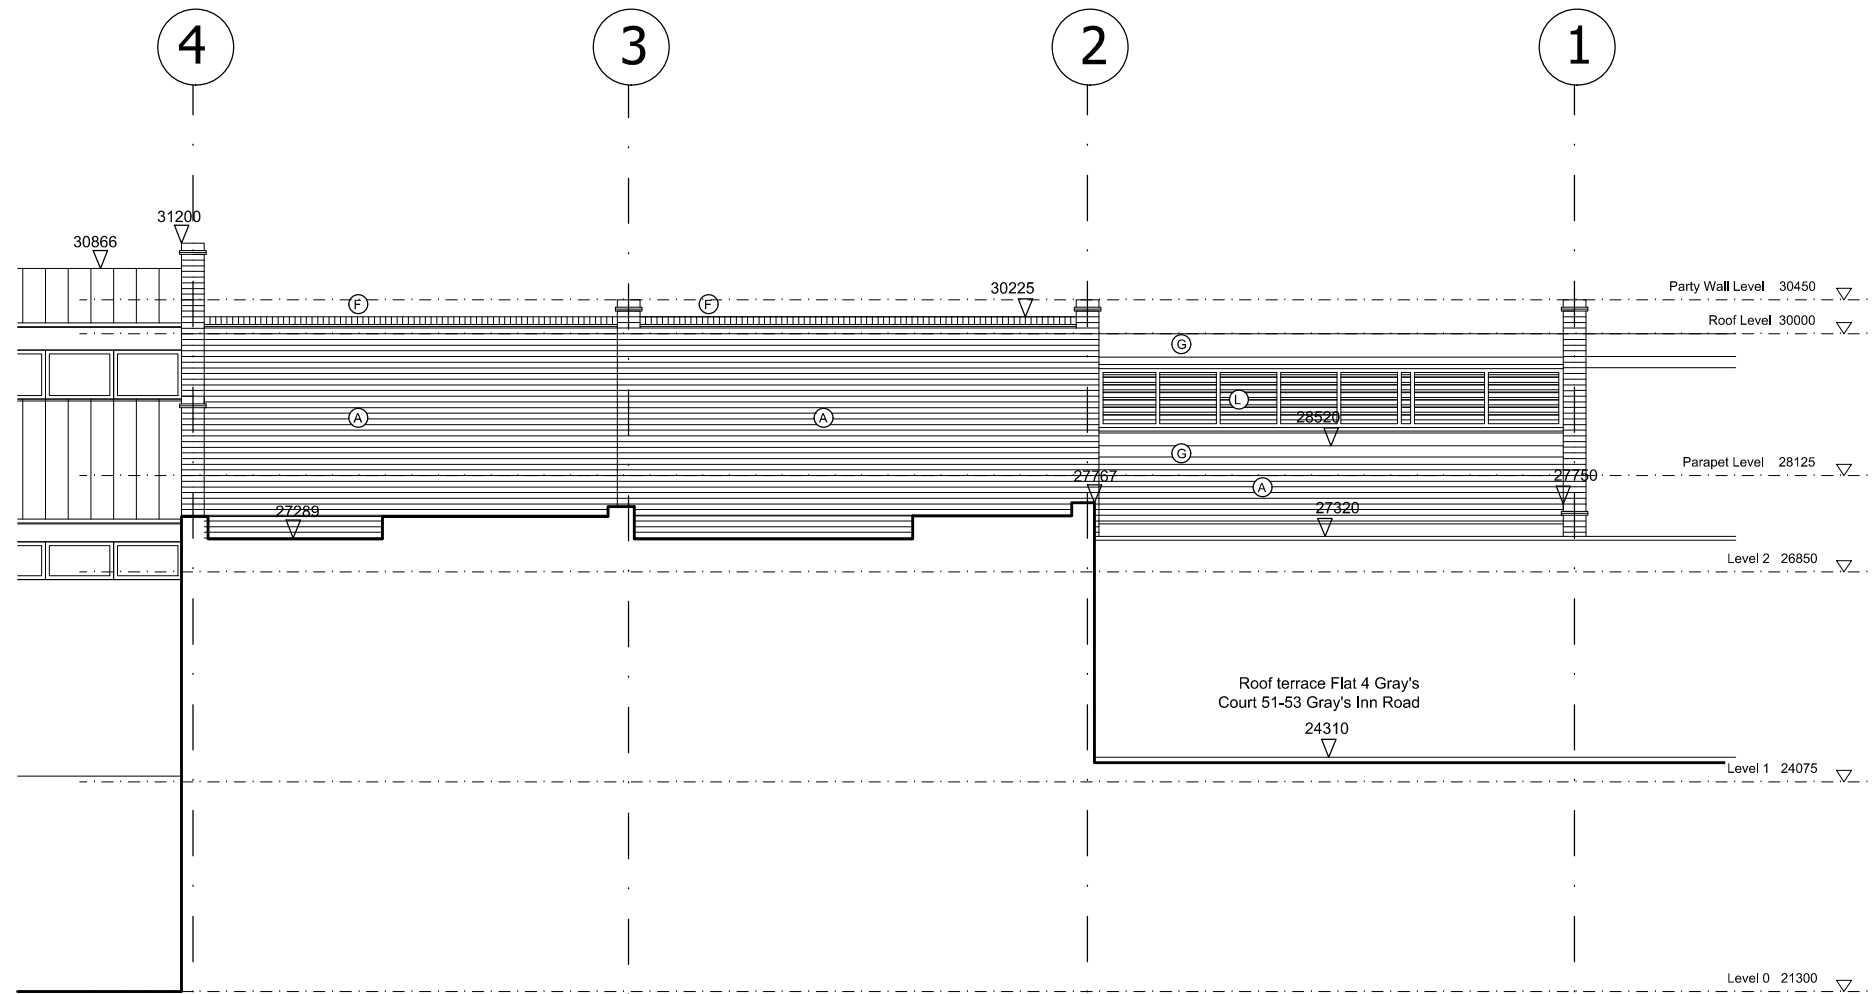 4
3
2
1
31200
30866
30225
Party Wall Level 30450
F
F
Roof Level 30000
G
L
A
A
28520
G
Parapet Level 28125
27767
27750
A
27289
27320
Level 2 26850
Roof terrace Flat 4 Gray's
Court 51-53 Gray's Inn Road
24310
Level 1 24075
Level 0 21300